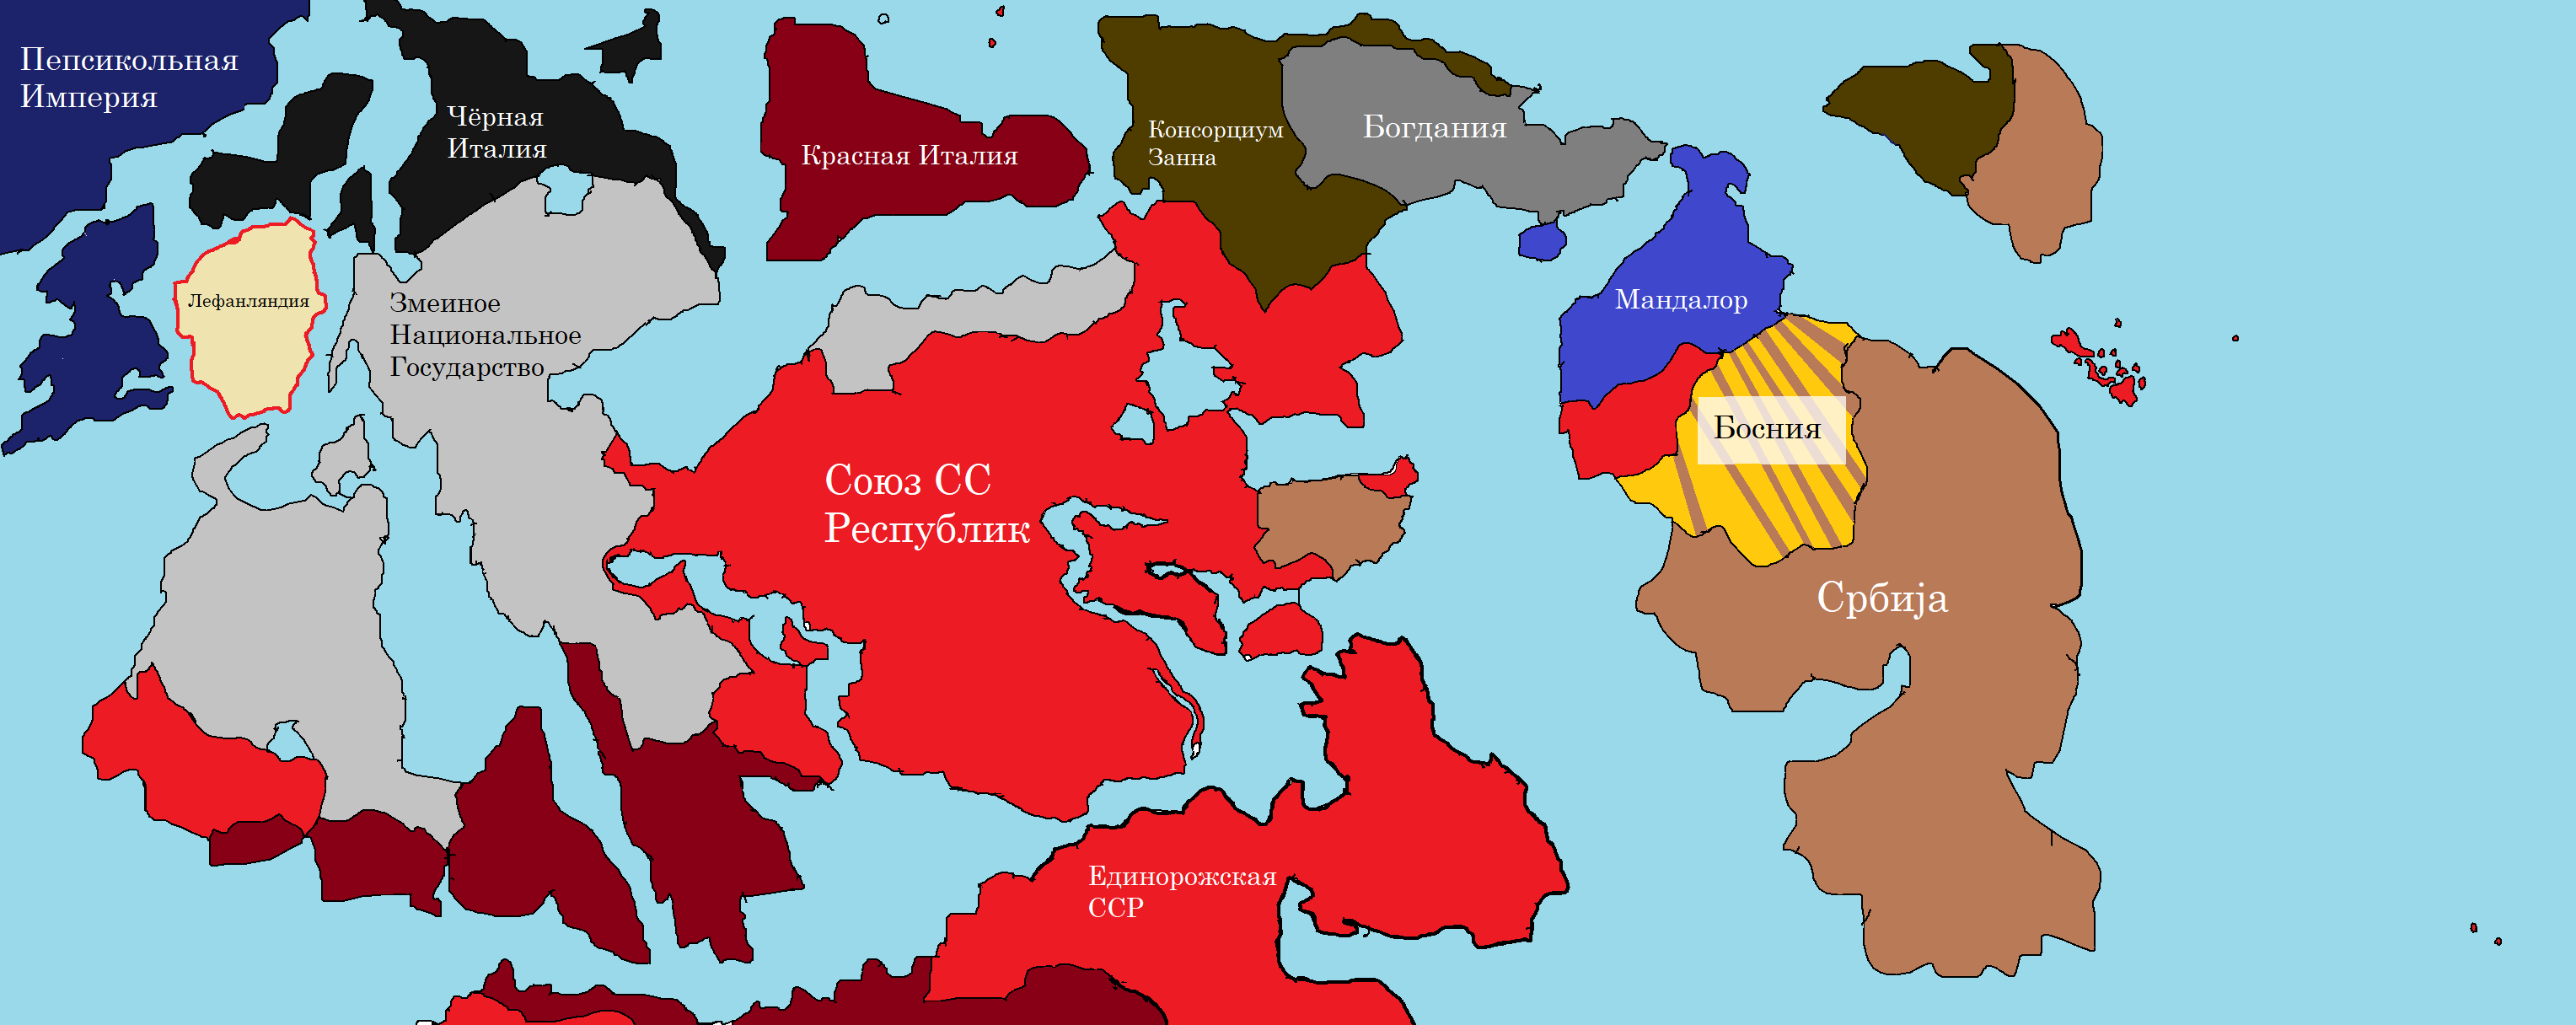 Пепсикольная
Империя
Чёрная
Италия
Красная Италия
Консорциум
Занна
Богдания
Лефанляндия
Змеиное
Национальное
Государство
Мандалор
Босния
Союз СС
Республик
Србија
Единорожская
ССР